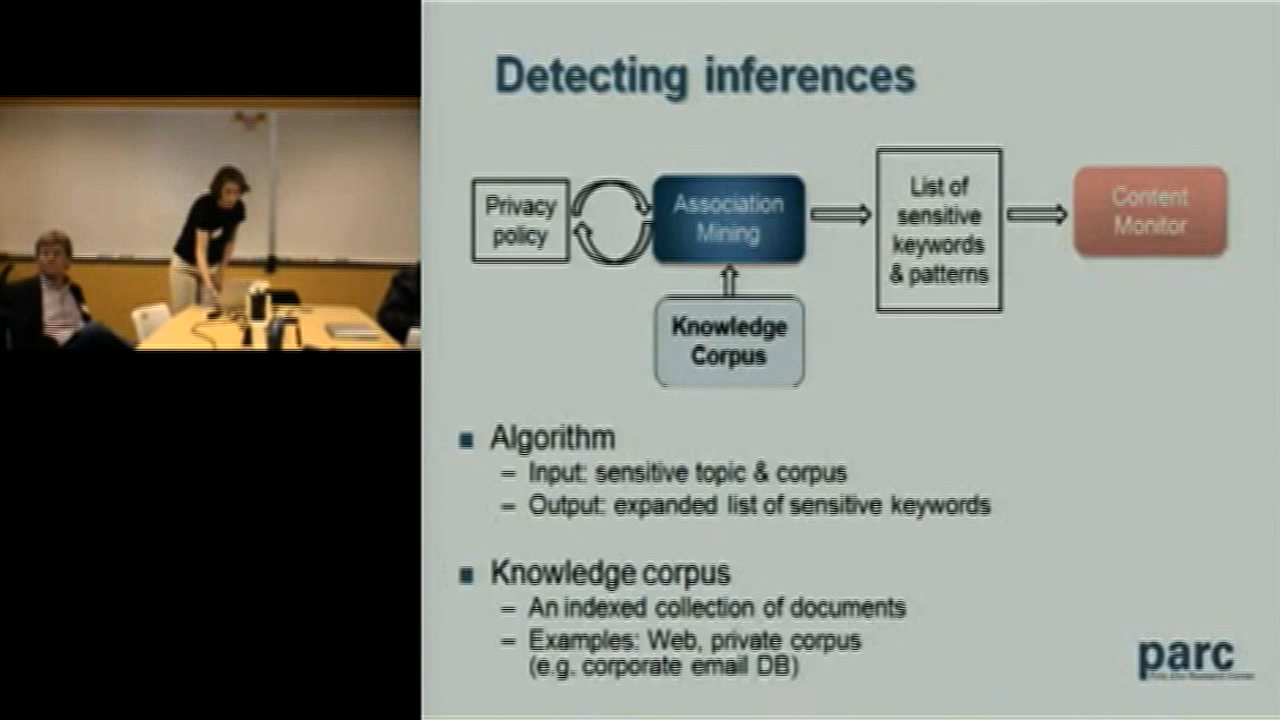 Detecting inferences
Privacy
policy
Association
Mining
List of
sensitive
keywords
& patterns
Content
Monitor
Knowledge
Corpus
■ Algorithm
– Input: sensitive topic & corpus
– Output: expanded list of sensitive keywords
■ Knowledge corpus
– An indexed collection of documents
– Examples: Web, private corpus
(e.g. corporate email DB)
parc